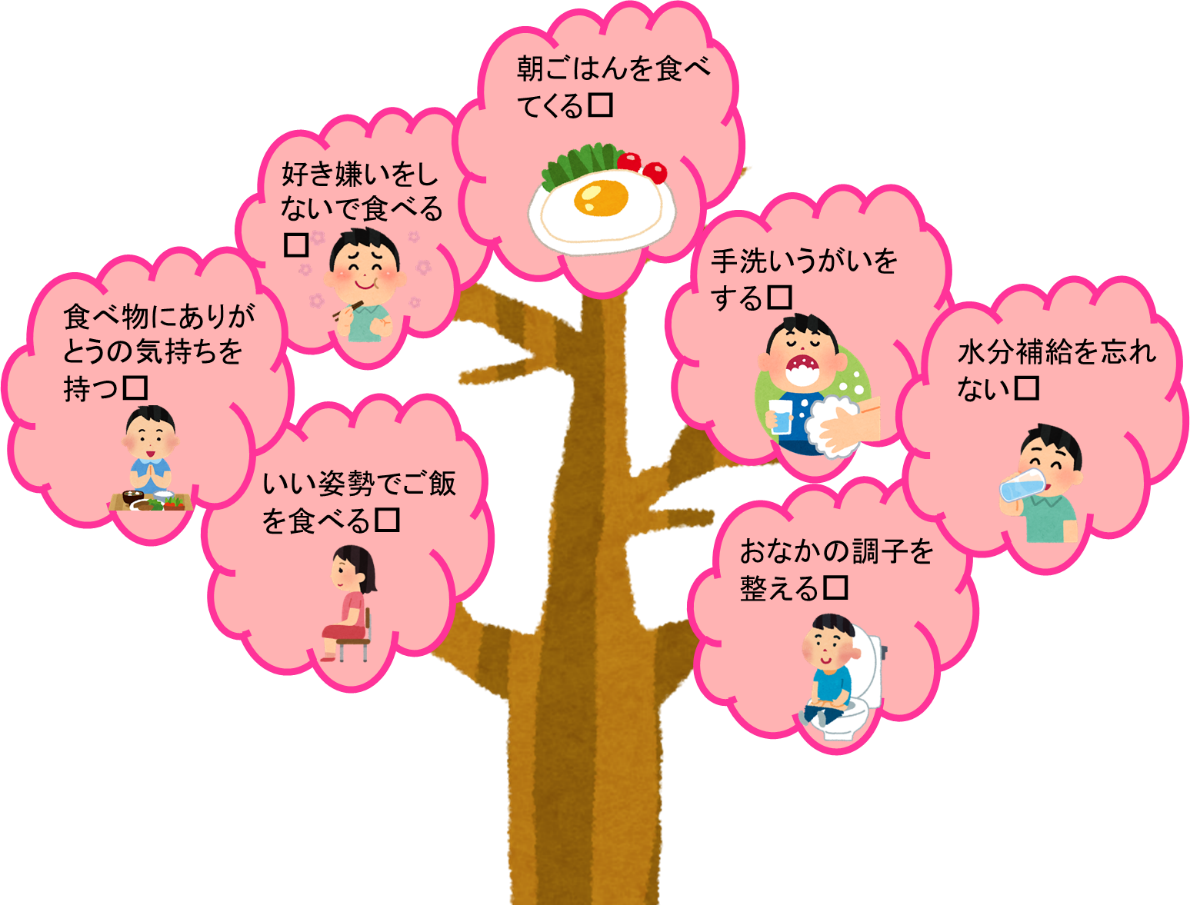 朝ごはんを食べ
てくる□
好き嫌いをし
ないで食べる
□
手洗いうがいを
する□
食べ物にありが
とうの気持ちを
持つ□
水分補給を忘れ
ない□
いい姿勢でご飯
を食べる□
おなかの調子を
整える□